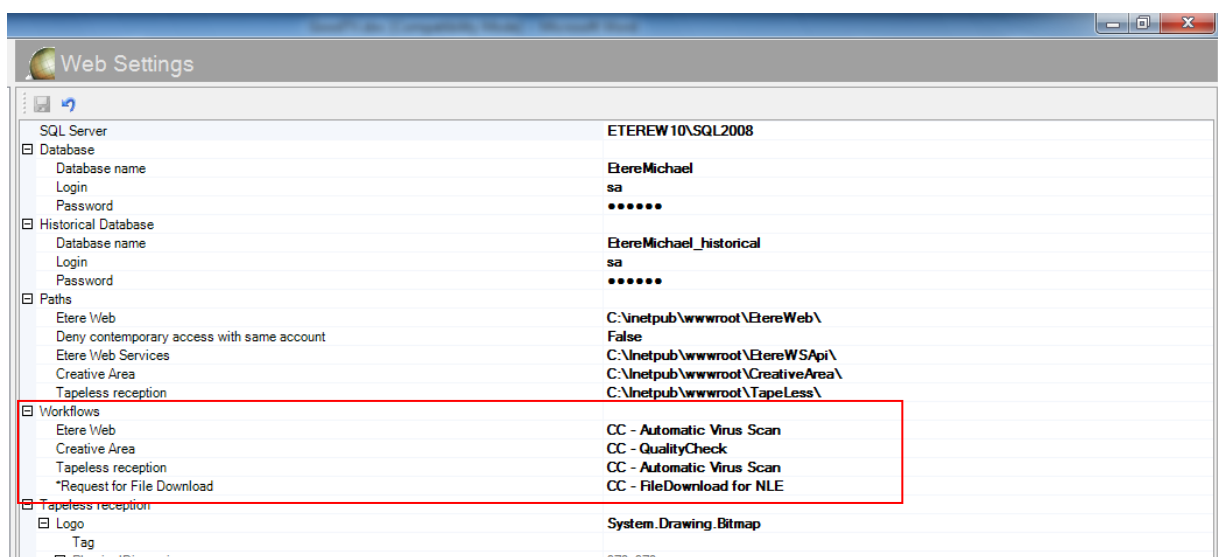 Web Settings
SQL Server ETEREW10\SQL2008
Database
Database name EtereMichael
Login sa
Password ●●●●●●
Historical Database
Database name EtereMichael_historical
Login sa
Password ●●●●●●
Paths
Etere Web C:\inetpub\wwwroot\EtereWeb\
Deny contemporary access with same account False
Etere Web Services C:\Inetpub\wwwroot\EtereWSApi\
Creative Area C:\Inetpub\wwwroot\CreativeArea\
Tapeless reception C:\Inetpub\wwwroot\TapeLess\
Workflows
Etere Web CC - Automatic Virus Scan
Creative Area CC - QualityCheck
Tapeless reception CC - Automatic Virus Scan
*Request for File Download CC - FileDownload for NLE
Tapeless reception
Logo System.Drawing.Bitmap
Tag